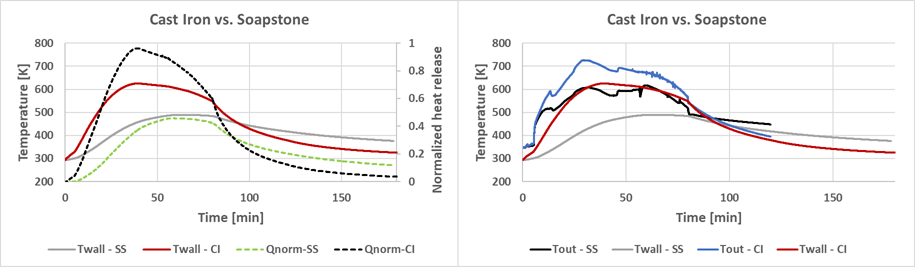 Cast Iron vs. Soapstone
Temperature [K]
800
700
600
500
400
300
200
1
0.8
0.6
0.4
0.2
0
Normalized heat release
0 50 100 150
Time [min]
Twall - SS Twall - CI Qnorm-SS Qnorm-CI
Cast Iron vs. Soapstone
Temperature [K]
800
700
600
500
400
300
200
0 50 100 150
Time [min]
Tout - SS Twall - SS Tout - CI Twall - CI